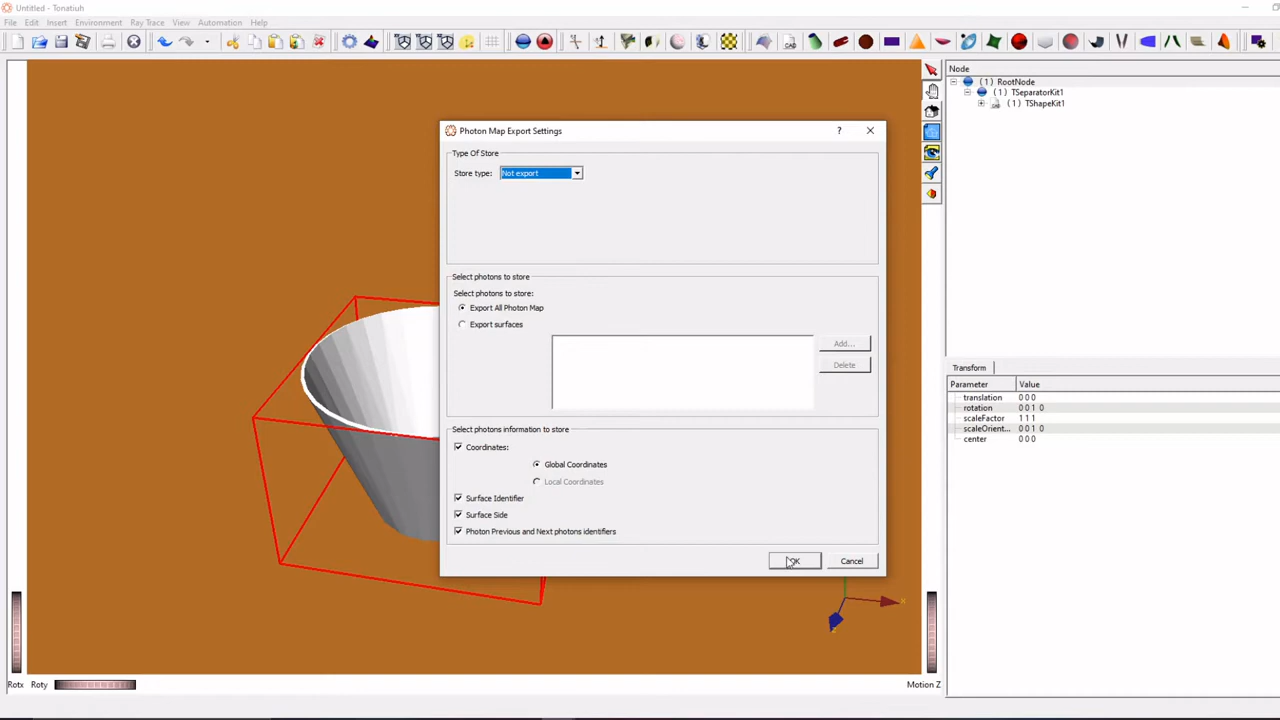 Untitled - Tonatiuh
File Edit Insert Environment Ray Trace View Automation Help
Node
(1) RootNode
(1) TSeparatorKit1
(1) TShapeKit1
Photon Map Export Settings
?
Type Of Store
Store type: Not export
Select photons to store
Select photons to store:
Export All Photon Map
Export surfaces
Add...
Delete
Select photons information to store
Coordinates:
Global Coordinates
Local Coordinates
Surface Identifier
Surface Side
Photon Previous and Next photons identifiers
OK Cancel
Transform
Parameter Value
translation 0 0 0
rotation 0 0 1 0
scaleFactor 1 1 1
scaleOrient... 0 0 1 0
center 0 0 0
x
Rotx Roty Motion Z